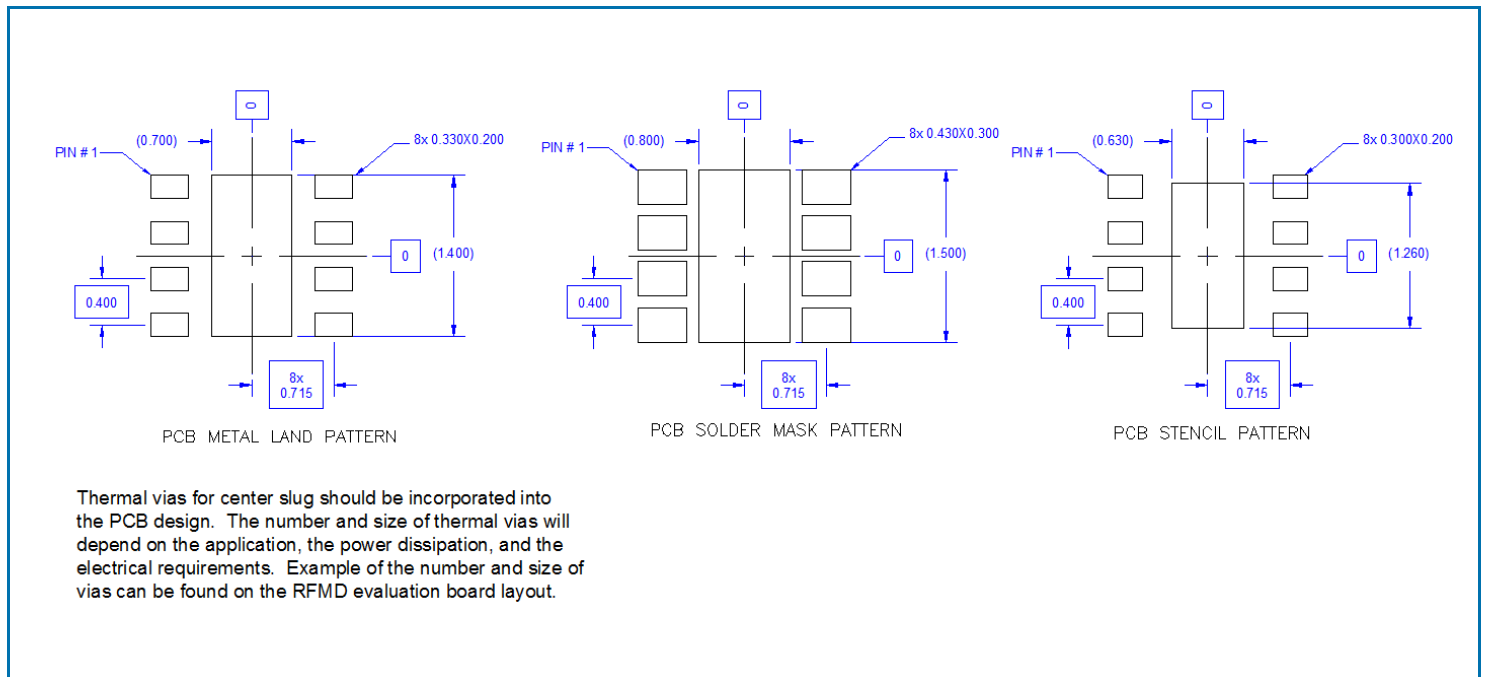 0
(0.700)
8x 0.330X0.200
PIN # 1
0
(1.400)
0.400
8x
0.715
PCB METAL LAND PATTERN
0
(0.800)
8x 0.430X0.300
PIN # 1
0
(1.500)
0.400
8x
0.715
PCB SOLDER MASK PATTERN
0
(0.630)
8x 0.300X0.200
PIN # 1
0
(1.260)
0.400
8x
0.715
PCB STENCIL PATTERN
Thermal vias for center slug should be incorporated into
the PCB design. The number and size of thermal vias will
depend on the application, the power dissipation, and the
electrical requirements. Example of the number and size of
vias can be found on the RFMD evaluation board layout.